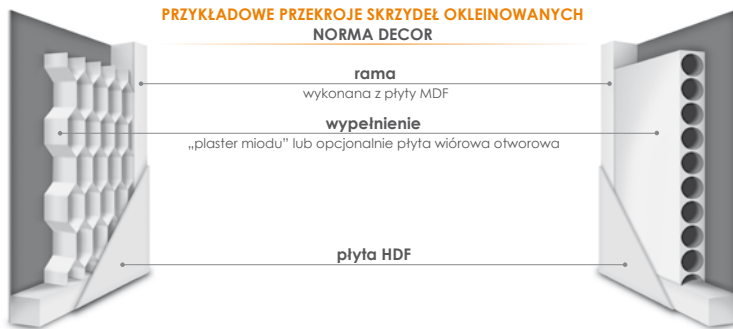 PRZYKŁADOWE PRZEKROJE SKRZYDEŁ OKLEINOWANYCH
NORMA DECOR
rama
wykonana z płyty MDF
wypełnienie
„plaster miodu” lub opcjonalnie płyta wiórowa otworowa
płyta HDF